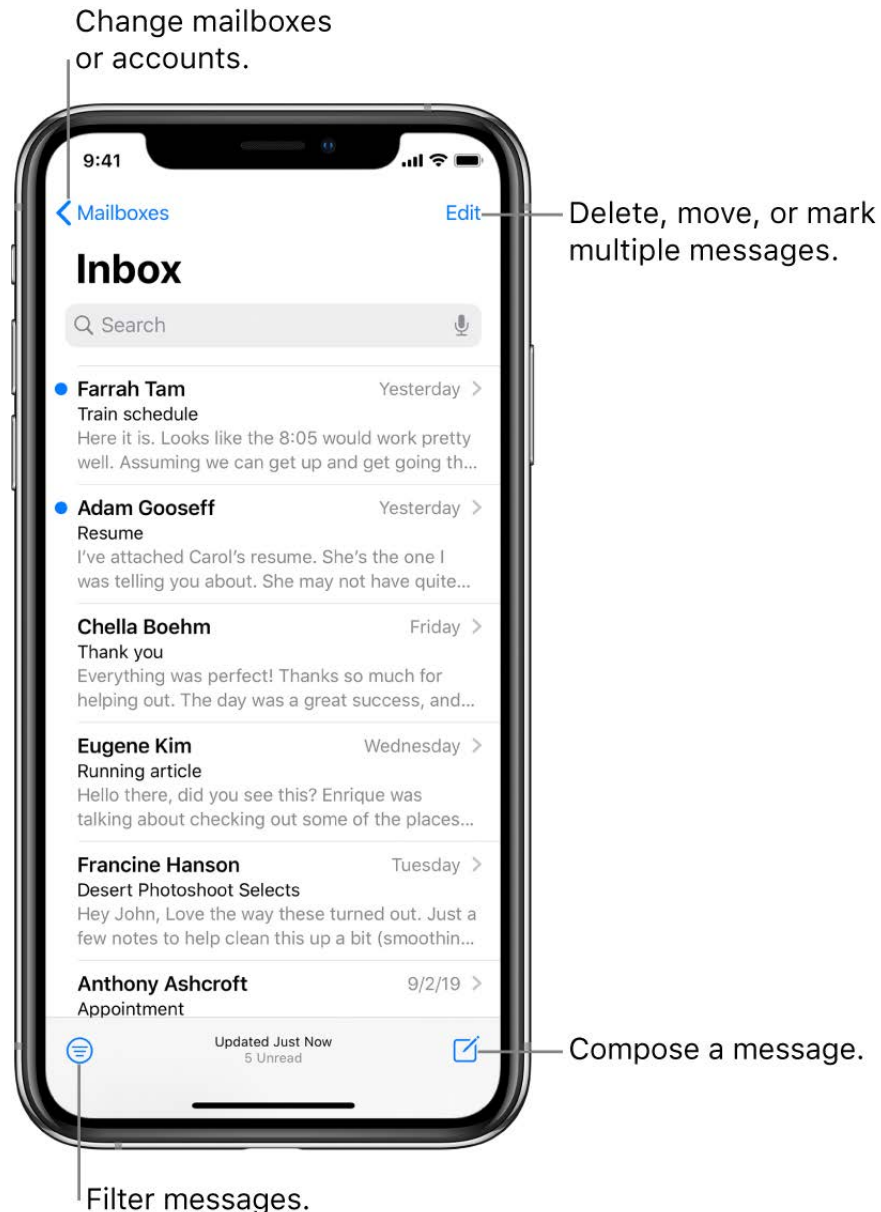 Change mailboxes
or accounts.
9:41
Mailboxes
Edit
Delete, move, or mark
multiple messages.
Inbox
Search
Farrah Tam
Yesterday
Train schedule
Here it is. Looks like the 8:05 would work pretty
well. Assuming we can get up and get going th...
Adam Gooseff
Yesterday
Resume
I've attached Carol's resume. She's the one I
was telling you about. She may not have quite...
Chella Boehm
Friday
Thank you
Everything was perfect! Thanks so much for
helping out. The day was a great success, and...
Eugene Kim
Wednesday
Running article
Hello there, did you see this? Enrique was
talking about checking out some of the places...
Francine Hanson
Tuesday
Desert Photoshoot Selects
Hey John, Love the way these turned out. Just a
few notes to help clean this up a bit (smoothin...
Anthony Ashcroft
9/2/19
Appointment
Updated Just Now
5 Unread
Compose a message.
Filter messages.